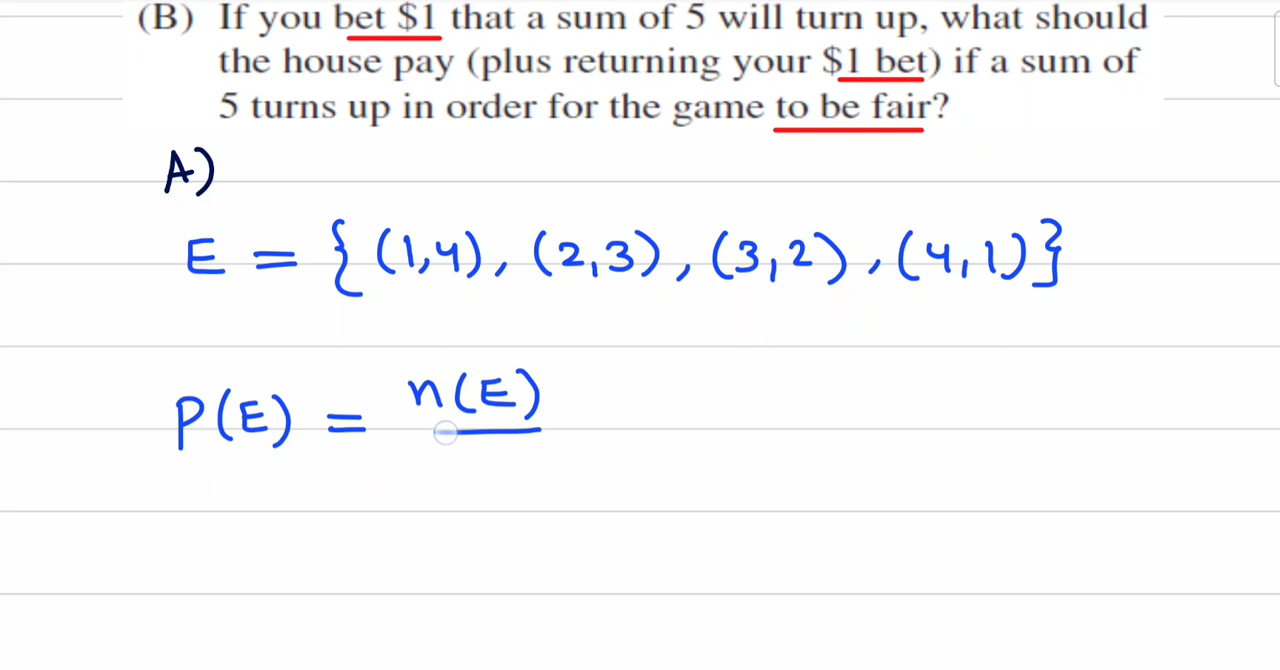 (B) If you bet $1 that a sum of 5 will turn up, what should
the house pay (plus returning your $1 bet) if a sum of
5 turns up in order for the game to be fair?
A)
E = {(1,4), (2,3), (3,2), (4,1)}
P(E) = n(E)